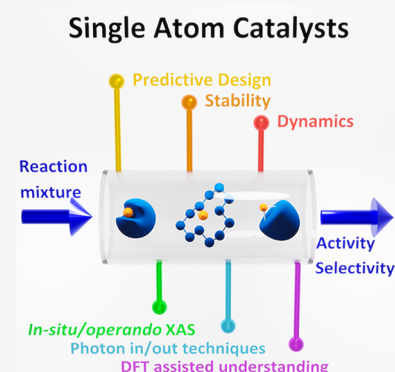 Single Atom Catalysts
Predictive Design
Stability
Dynamics
Reaction
mixture
Activity
Selectivity
In-situ/operando XAS
Photon in/out techniques
DFT assisted understanding